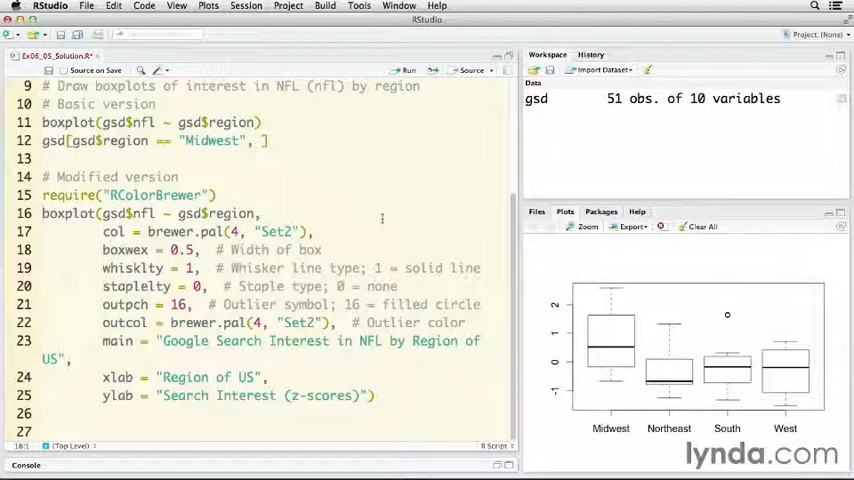 RStudio File Edit Code View Plots Session Project Build Tools Window Help
RStudio
Project: (None)
Ex06_05_Solution.R*
Source on Save Run Source
9 # Draw boxplots of interest in NFL (nfl) by region
10 # Basic version
11 boxplot(gsd$nfl ~ gsd$region)
12 gsd[gsd$region == "Midwest", ]
13
14 # Modified version
15 require("RColorBrewer")
16 boxplot(gsd$nfl ~ gsd$region,
17 col = brewer.pal(4, "Set2"),
18 boxwex = 0.5, # Width of box
19 whisklty = 1, # Whisker line type; 1 = solid line
20 staplelty = 0, # Staple type; 0 = none
21 outpch = 16, # Outlier symbol; 16 = filled circle
22 outcol = brewer.pal(4, "Set2"), # Outlier color
23 main = "Google Search Interest in NFL by Region of
US",
24 xlab = "Region of US",
25 ylab = "Search Interest (z-scores)")
26
27
16:1 (Top Level) R Script
Console
Workspace History
Import Dataset
Data
gsd 51 obs. of 10 variables
Files Plots Packages Help
Zoom Export Clear All
2
1
0
-1
Midwest Northeast South West
lynda.com